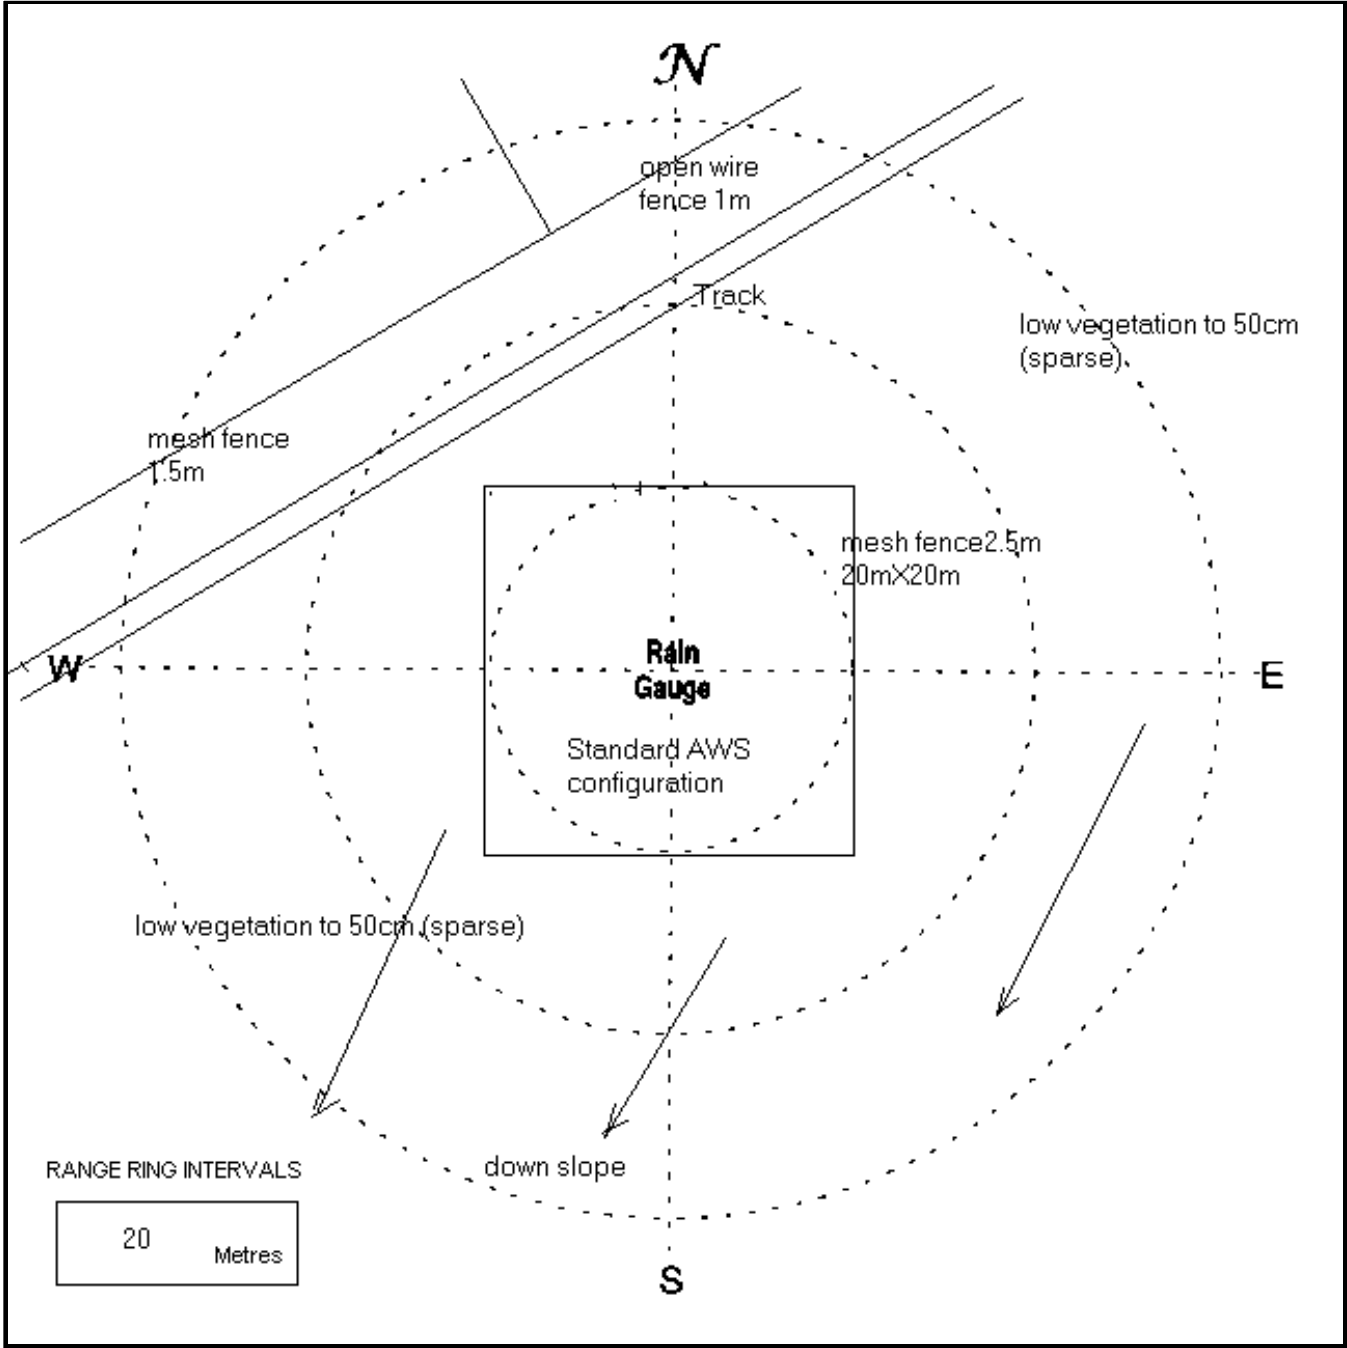 N
open wire
fence 1m
Track
low vegetation to 50cm
(sparse)
mesh fence
1.5m
mesh fence2.5m
20mX20m
Rain
Gauge
W
E
Standard AWS
configuration
low vegetation to 50cm (sparse)
down slope
RANGE RING INTERVALS
20 Metres
S